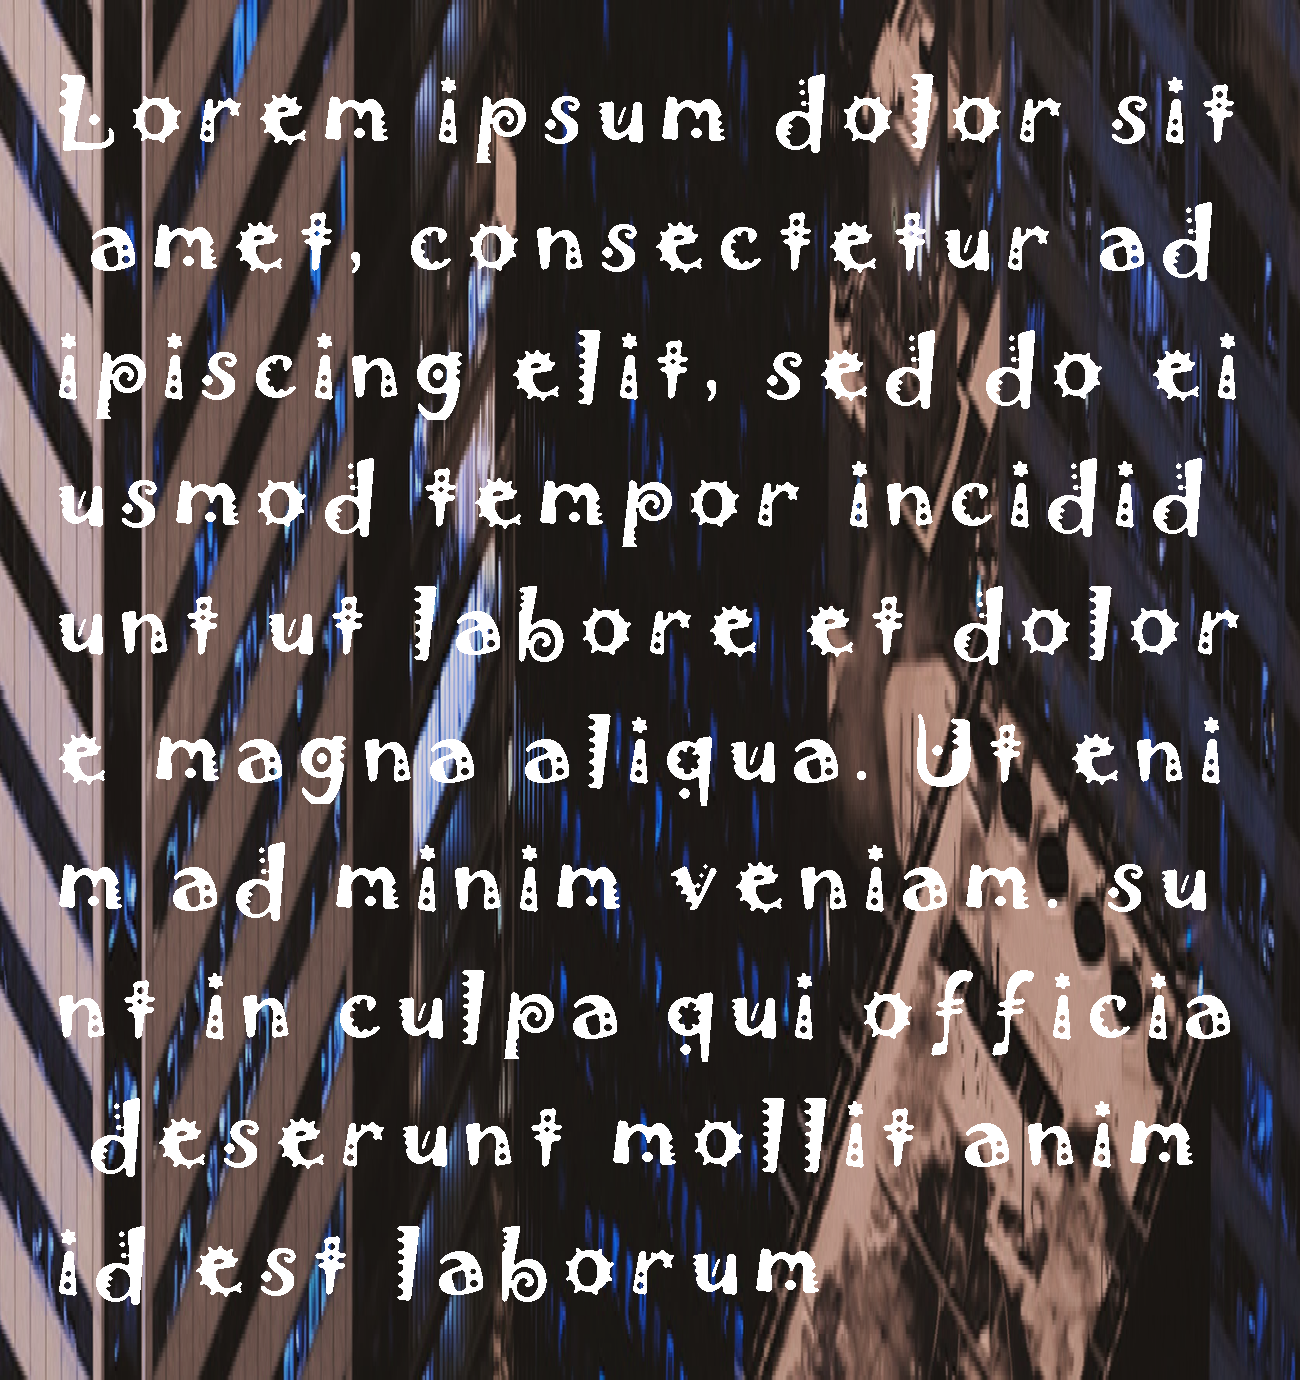 Lorem ipsum dolor sit
amet, consectetur ad
ipiscing elit, sed do ei
usmod tempor incidid
unt ut labore et dolor
e magna aliqua. Ut eni
m ad minim veniam. su
nt in culpa qui officia
deserunt mollit anim
id est laborum